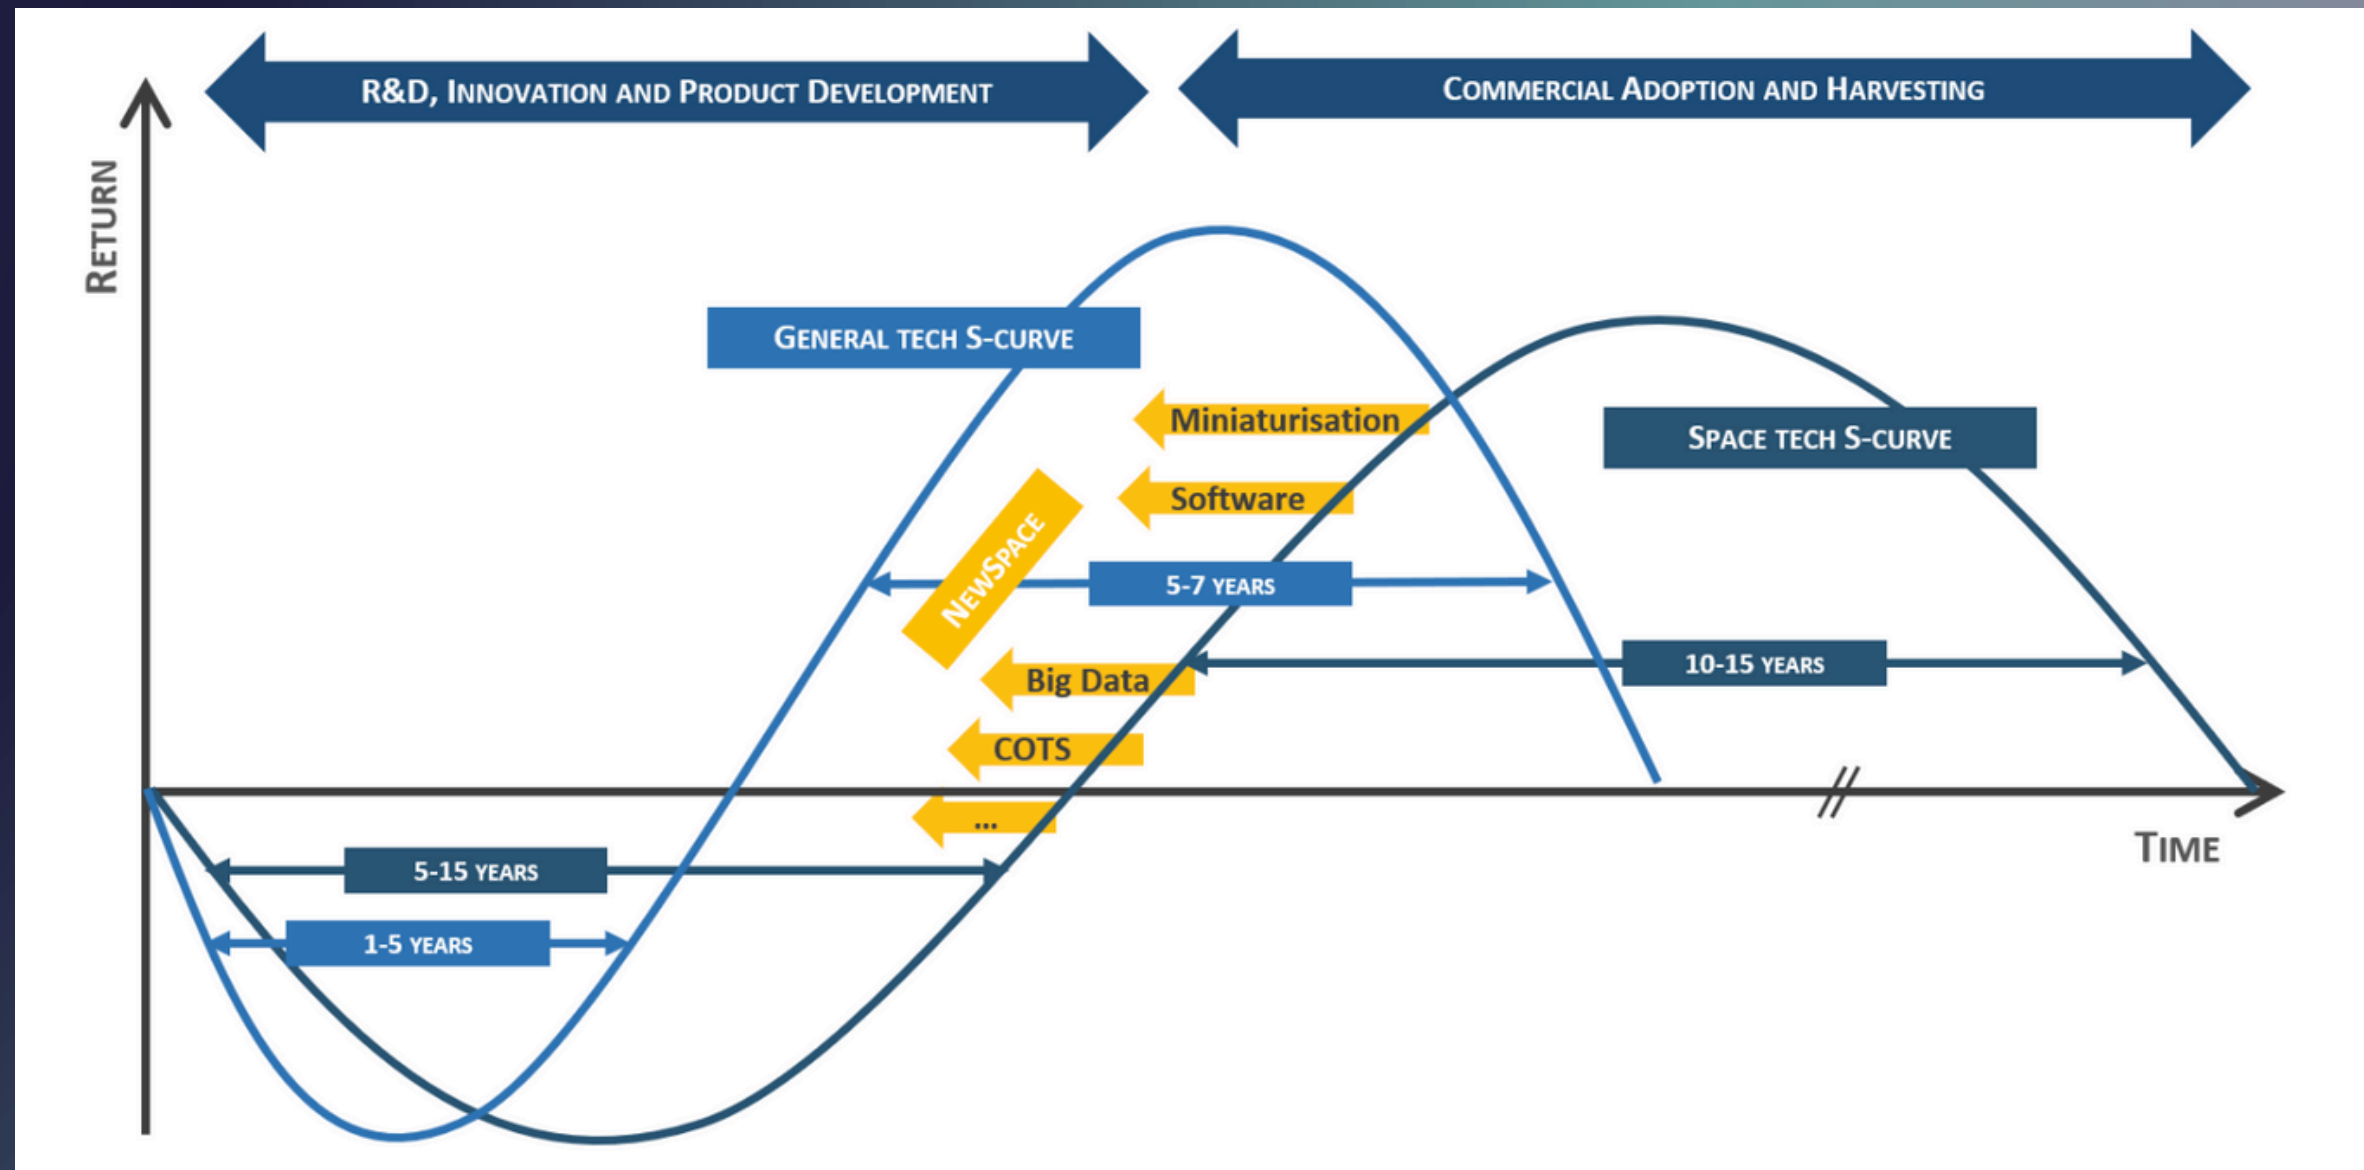 R&D, INNOVATION AND PRODUCT DEVELOPMENT
COMMERCIAL ADOPTION AND HARVESTING
RETURN
GENERAL TECH S-CURVE
Miniaturisation
SPACE TECH S-CURVE
Software
NEWSPACE
5-7 YEARS
10-15 YEARS
Big Data
COTS
...
TIME
5-15 YEARS
1-5 YEARS